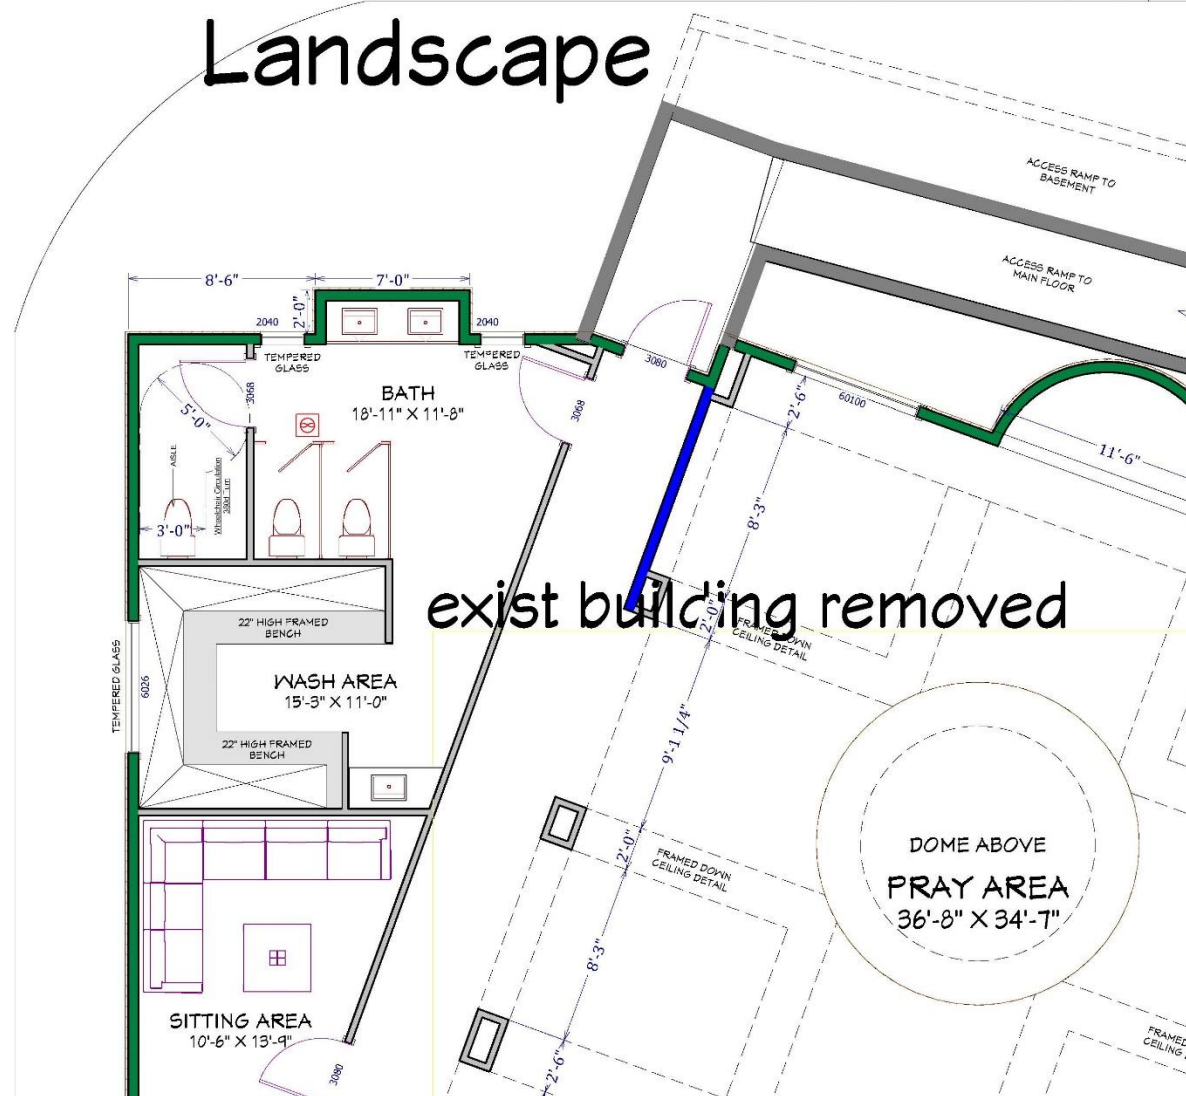 Landscape
ACCESS RAMP TO
BASEMENT
ACCESS RAMP TO
MAIN FLOOR
8'-6"
7'-0"
2'-0"
2040
2040
TEMPERED
GLASS
TEMPERED
GLASS
3080
3068
3068
BATH
18'-11" X 11'-8"
5'-0"
AISLE
Wheelchair Circulation
3'-0"
60100
2'-6"
11'-6"
8'-3"
exist building removed
2'-0"
FRAMED DOWN
CEILING DETAIL
22" HIGH FRAMED
BENCH
TEMPERED GLASS
6026
WASH AREA
15'-3" X 11'-0"
9'-1 1/4"
22" HIGH FRAMED
BENCH
2'-0"
FRAMED DOWN
CEILING DETAIL
DOME ABOVE
PRAY AREA
36'-8" X 34'-7"
8'-3"
SITTING AREA
10'-6" X 13'-9"
3080
2'-6"
FRAMED
CEILING